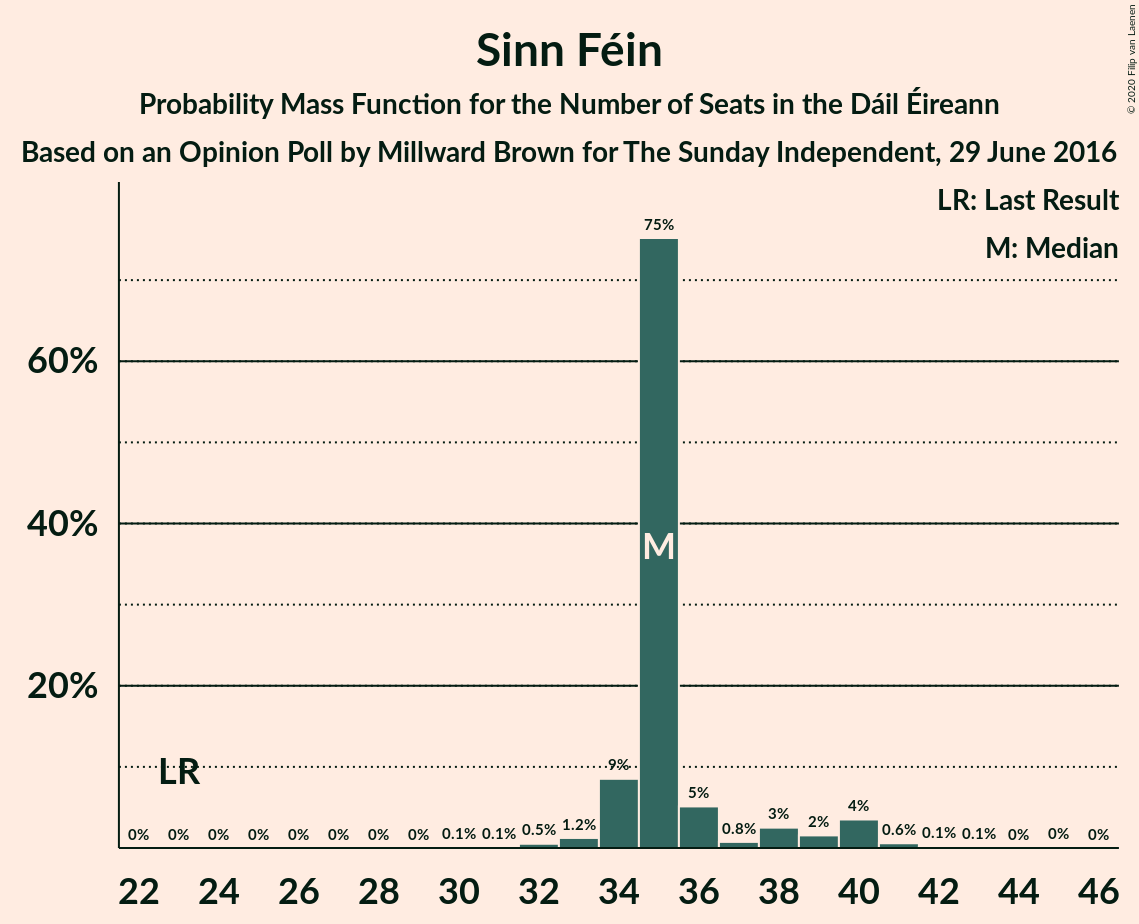 Sinn Féin
Probability Mass Function for the Number of Seats in the Dáil Éireann
Based on an Opinion Poll by Millward Brown for The Sunday Independent, 29 June 2016
© 2020 Filip van Laenen
LR: Last Result
M: Median
60%
40%
20%
LR
M
0% 0% 0% 0% 0% 0% 0% 0% 0.1% 0.1% 0.5% 1.2% 9% 75% 5% 0.8% 3% 2% 4% 0.6% 0.1% 0.1% 0% 0% 0%
22 24 26 28 30 32 34 36 38 40 42 44 46